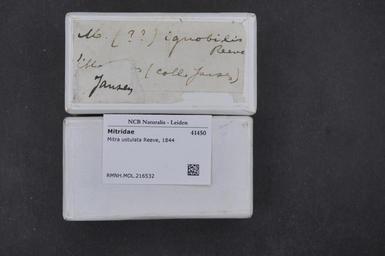 M. (??) ignobilis
Reeve
(coll. Jansen)
Jansen
NCB Naturalis - Leiden
Mitridae 41450
Mitra ustulata Reeve, 1844
RMNH.MOL.216532